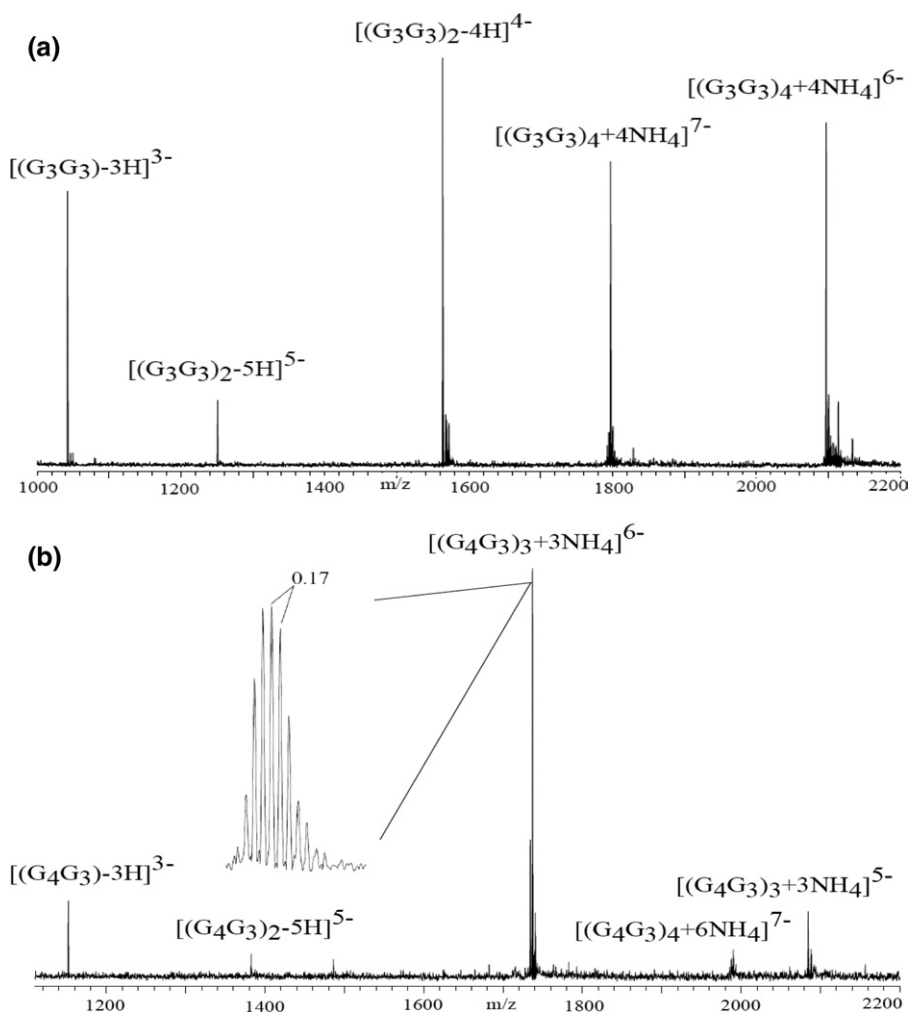 (a)
[(G₃G₃)₂-4H]⁴⁻
[(G₃G₃)₄+4NH₄]⁶⁻
[(G₃G₃)₄+4NH₄]⁷⁻
[(G₃G₃)-3H]³⁻
[(G₃G₃)₂-5H]⁵⁻
1000 1200 1400 1600 1800 2000 2200
m/z
(b)
[(G₄G₃)₃+3NH₄]⁶⁻
0.17
[(G₄G₃)-3H]³⁻
[(G₄G₃)₃+3NH₄]⁵⁻
[(G₄G₃)₂-5H]⁵⁻
[(G₄G₃)₄+6NH₄]⁷⁻
1200 1400 1600 1800 2000 2200
m/z